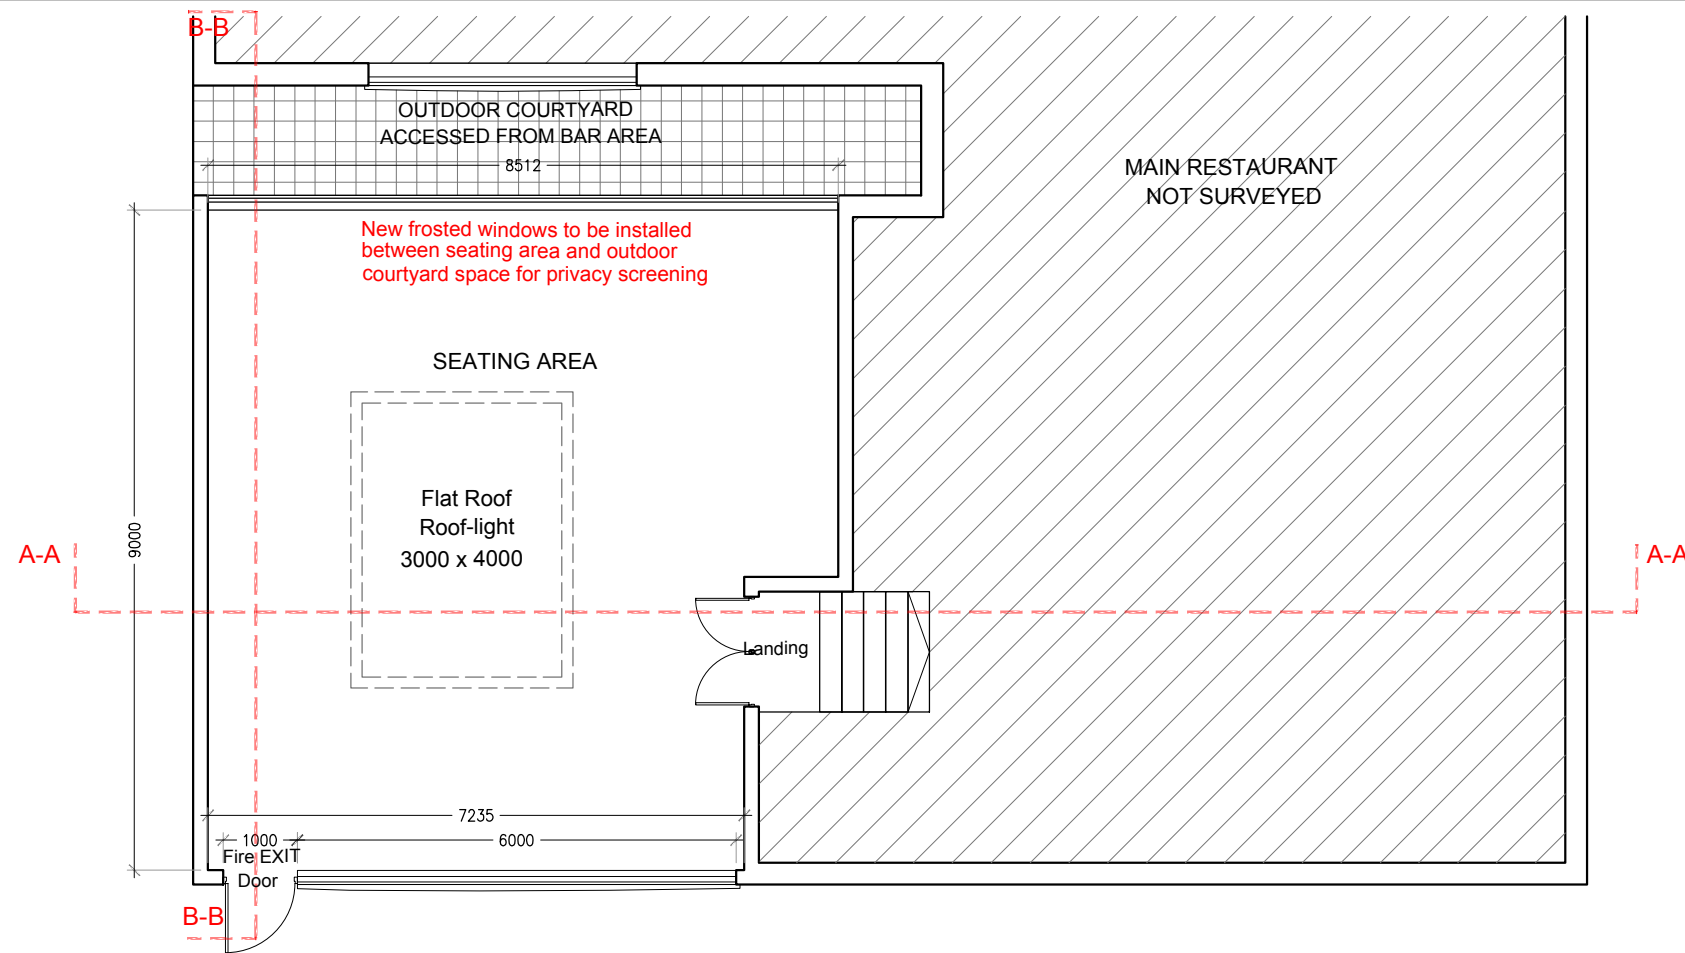 B-B
OUTDOOR COURTYARD
ACCESSED FROM BAR AREA
8512
MAIN RESTAURANT
NOT SURVEYED
New frosted windows to be installed
between seating area and outdoor
courtyard space for privacy screening
SEATING AREA
Flat Roof
Roof-light
3000 x 4000
9000
A-A
A-A
Landing
7235
1000
6000
Fire EXIT
Door
B-B